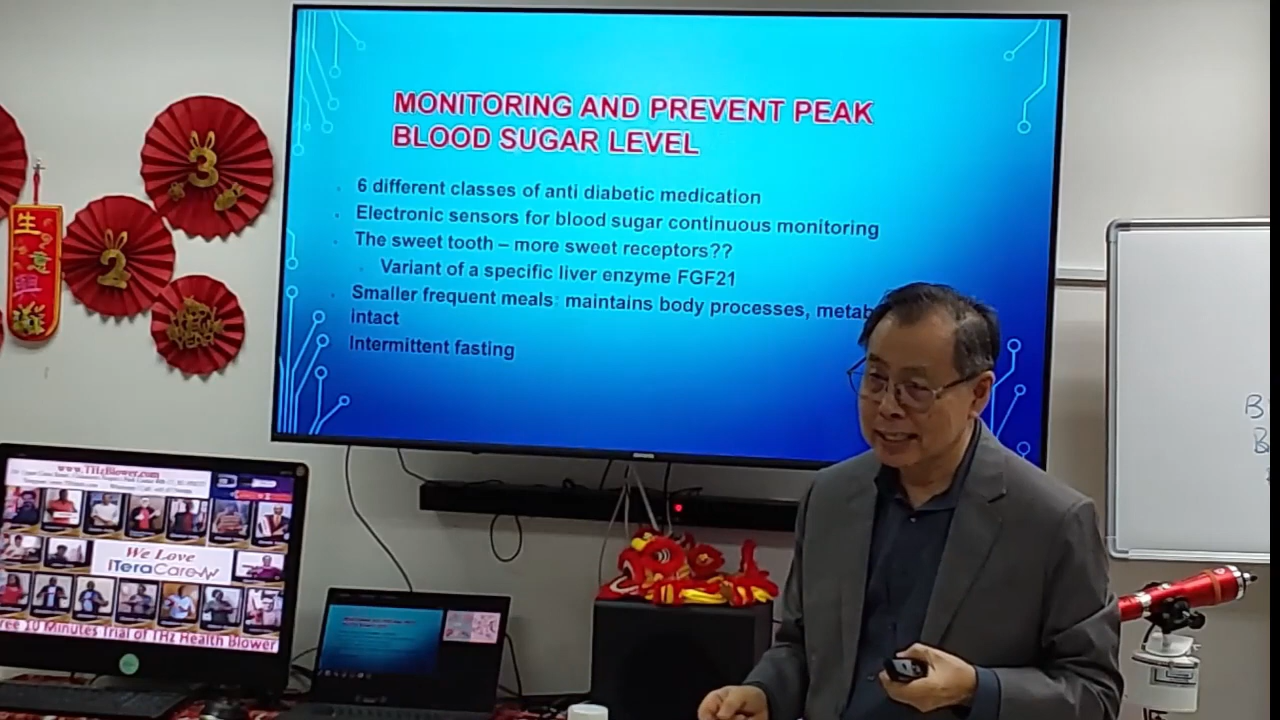 MONITORING AND PREVENT PEAK
BLOOD SUGAR LEVEL
6 different classes of anti diabetic medication
Electronic sensors for blood sugar continuous monitoring
The sweet tooth – more sweet receptors??
Variant of a specific liver enzyme FGF21
Smaller frequent meals: maintains body processes, metab
intact
Intermittent fasting
3
2
生
www.THzBlower.com
We Love
iTeraCare
ree 10 Minutes Trial of THz Health Blower
B
B